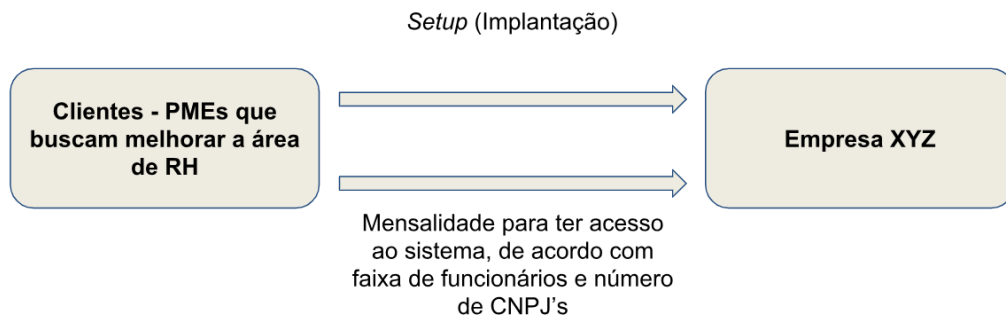 Setup (Implantação)
Clientes - PMEs que
buscam melhorar a área
de RH
Empresa XYZ
Mensalidade para ter acesso
ao sistema, de acordo com
faixa de funcionários e número
de CNPJ's